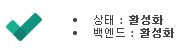 • 상태 : 활성화
• 백엔드 : 활성화